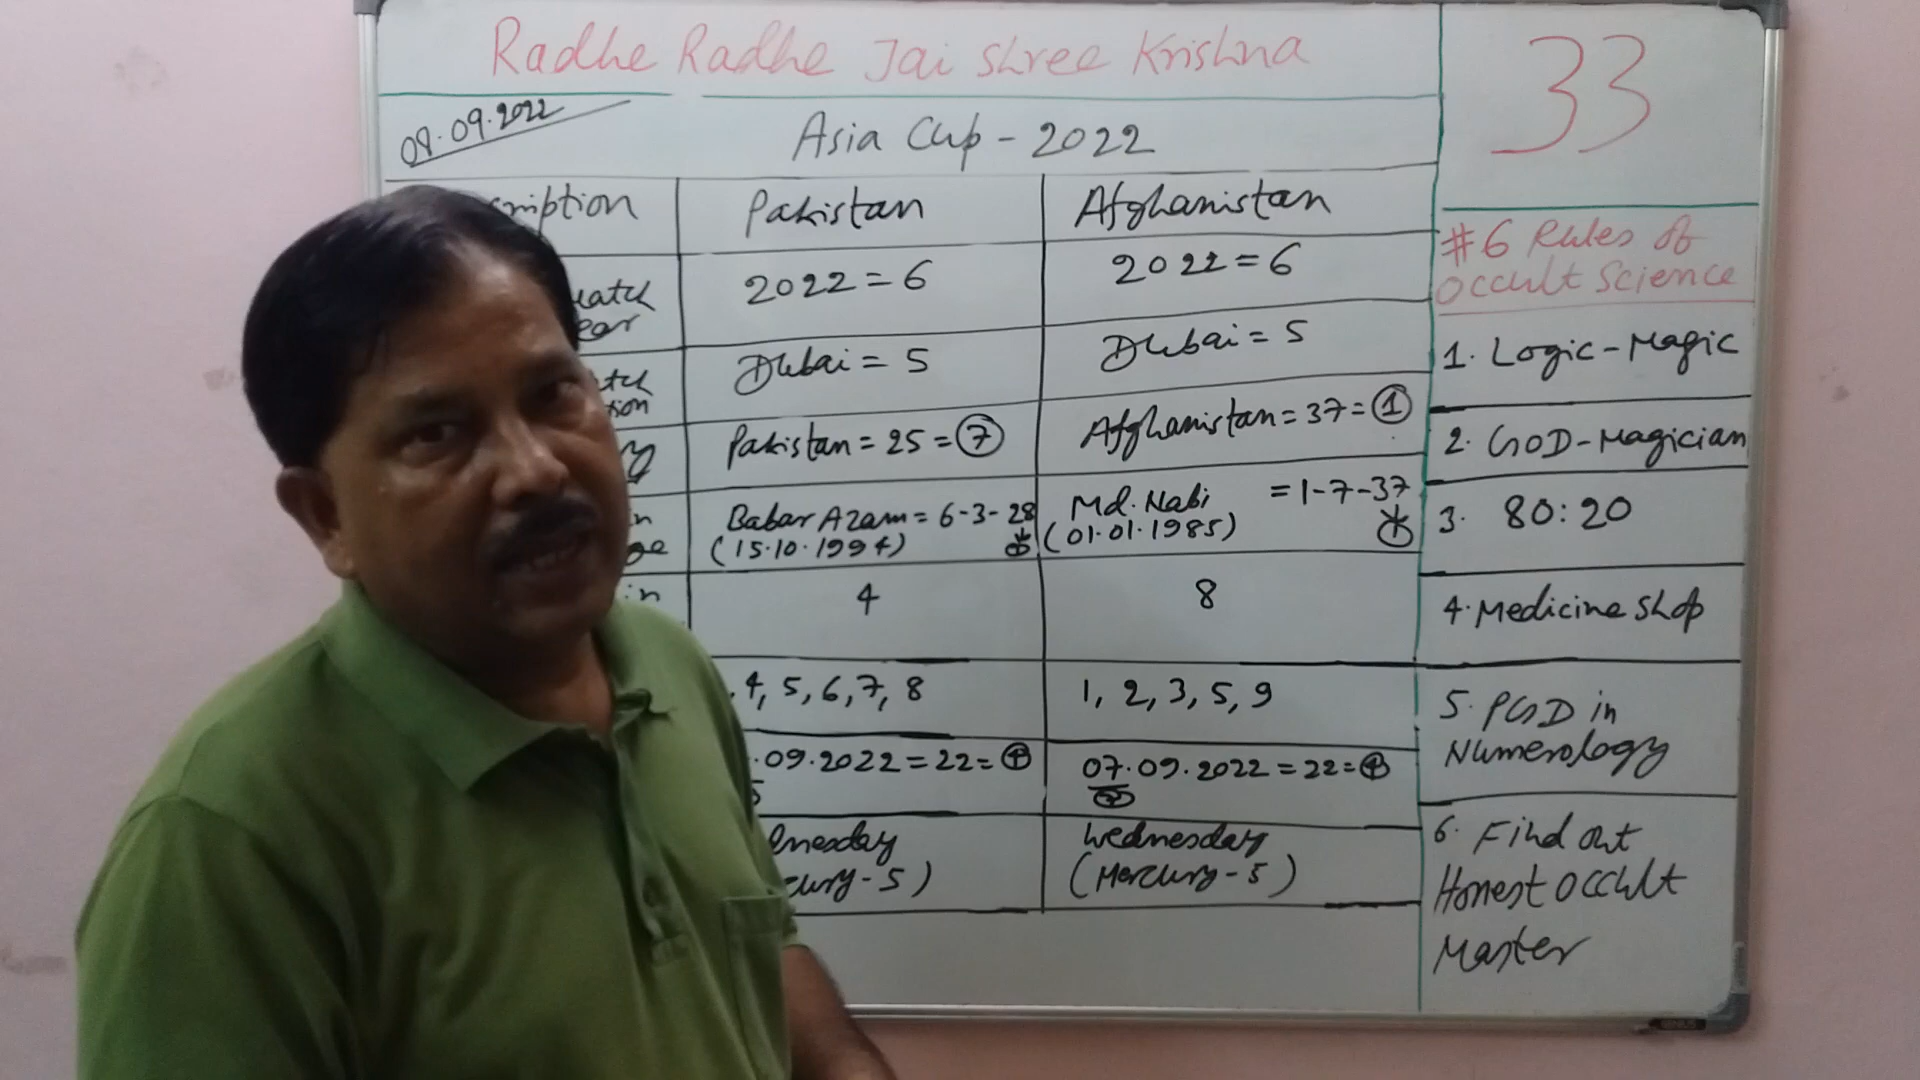 Radhe Radhe Jai Shree Krishna
33
08.09.2022
Asia Cup - 2022
Pakistan
Afghanistan
2022 = 6
2022 = 6
Dubai = 5
Dubai = 5
Pakistan = 25 = 7
Afghanistan = 37 = 1
Babar Azam = 6-3-28
(15.10.1994)
Md. Nabi = 1-7-37
(01.01.1985)
4
8
4, 5, 6, 7, 8
1, 2, 3, 5, 9
.09.2022 = 22 = 4
07.09.2022 = 22 = 4
Wednesday
(Mercury - 5)
#6 Rules of
Occult Science
1. Logic - Magic
2. GOD - Magician
3. 80:20
4. Medicine Shop
5. PGD in
Numerology
6. Find out
Honest Occult
Master